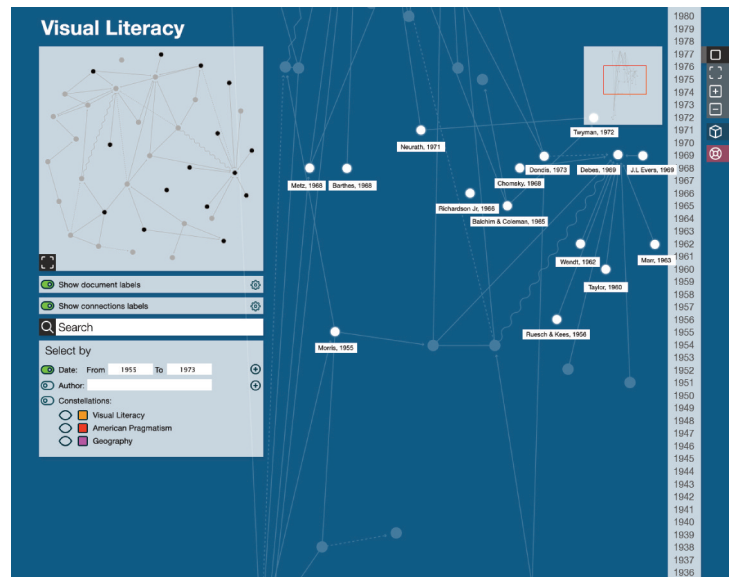 Visual Literacy
Show document labels
Show connections labels
Search
Select by
Date: From 1955 To 1973
Author:
Constellations:
Visual Literacy
American Pragmatism
Geography
Twyman, 1972
Neurath, 1971
Metz, 1968
Barthes, 1968
Chomsky, 1968
Dondis, 1973
Debes, 1969
J.L Evers, 1969
Richardson Jr, 1966
Balchim & Coleman, 1965
Wendt, 1962
Marr, 1963
Taylor, 1960
Ruesch & Kees, 1956
Morris, 1955
1980
1979
1978
1977
1976
1975
1974
1973
1972
1971
1970
1969
1968
1967
1966
1965
1964
1963
1962
1961
1960
1959
1958
1957
1956
1955
1954
1953
1952
1951
1950
1949
1948
1947
1946
1945
1944
1943
1942
1941
1940
1939
1938
1937
1936